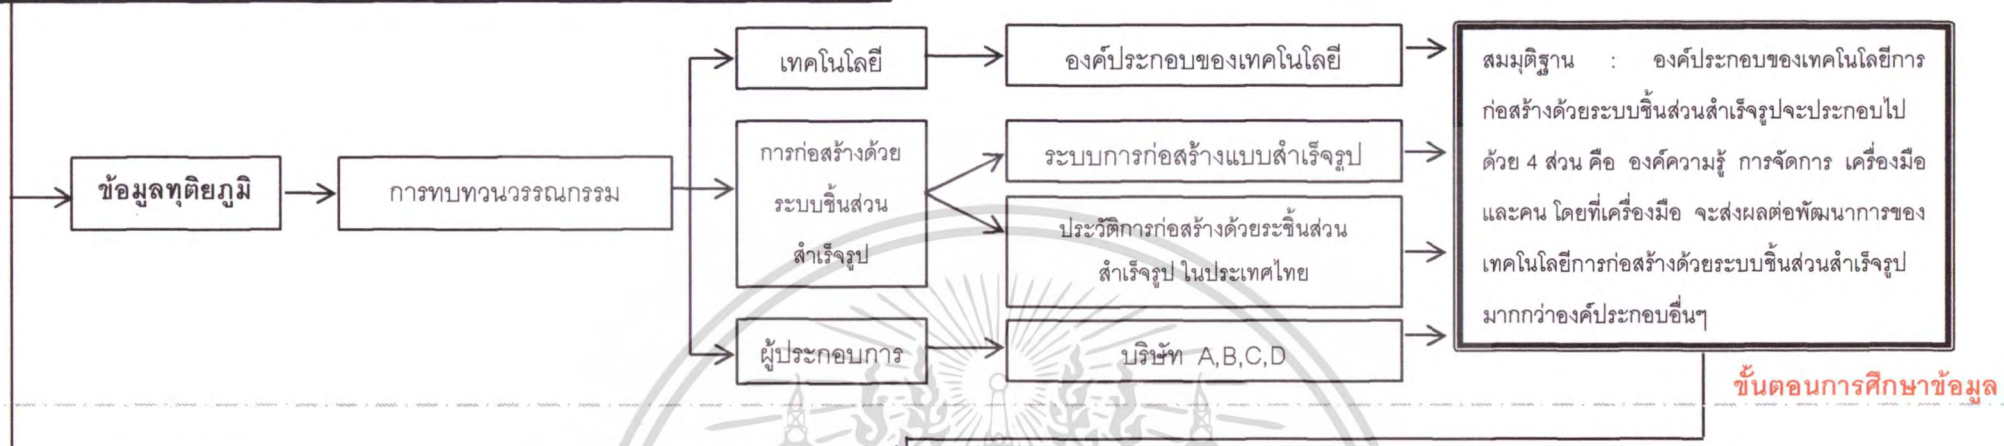 เทคโนโลยี
องค์ประกอบของเทคโนโลยี
สมมุติฐาน : องค์ประกอบของเทคโนโลยีการ
ก่อสร้างด้วยระบบชิ้นส่วนสำเร็จรูปจะประกอบไป
ด้วย 4 ส่วน คือ องค์ความรู้ การจัดการ เครื่องมือ
และคน โดยที่เครื่องมือ จะส่งผลต่อพัฒนาการของ
เทคโนโลยีการก่อสร้างด้วยระบบชิ้นส่วนสำเร็จรูป
มากกว่าองค์ประกอบอื่นๆ
ข้อมูลทุติยภูมิ
การทบทวนวรรณกรรม
การก่อสร้างด้วย
ระบบชิ้นส่วน
สำเร็จรูป
ระบบการก่อสร้างแบบสำเร็จรูป
ประวัติการก่อสร้างด้วยระชิ้นส่วน
สำเร็จรูป ในประเทศไทย
ผู้ประกอบการ
บริษัท A,B,C,D
ขั้นตอนการศึกษาข้อมูล